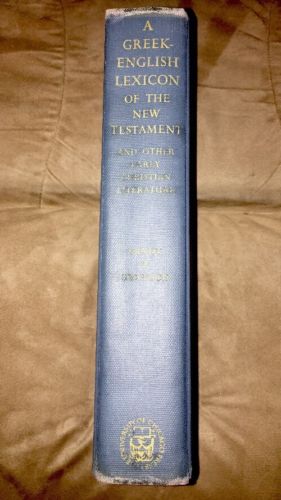 A
GREEK-
ENGLISH
LEXICON
OF THE
NEW
TESTAMENT
AND OTHER
EARLY
CHRISTIAN
LITERATURE